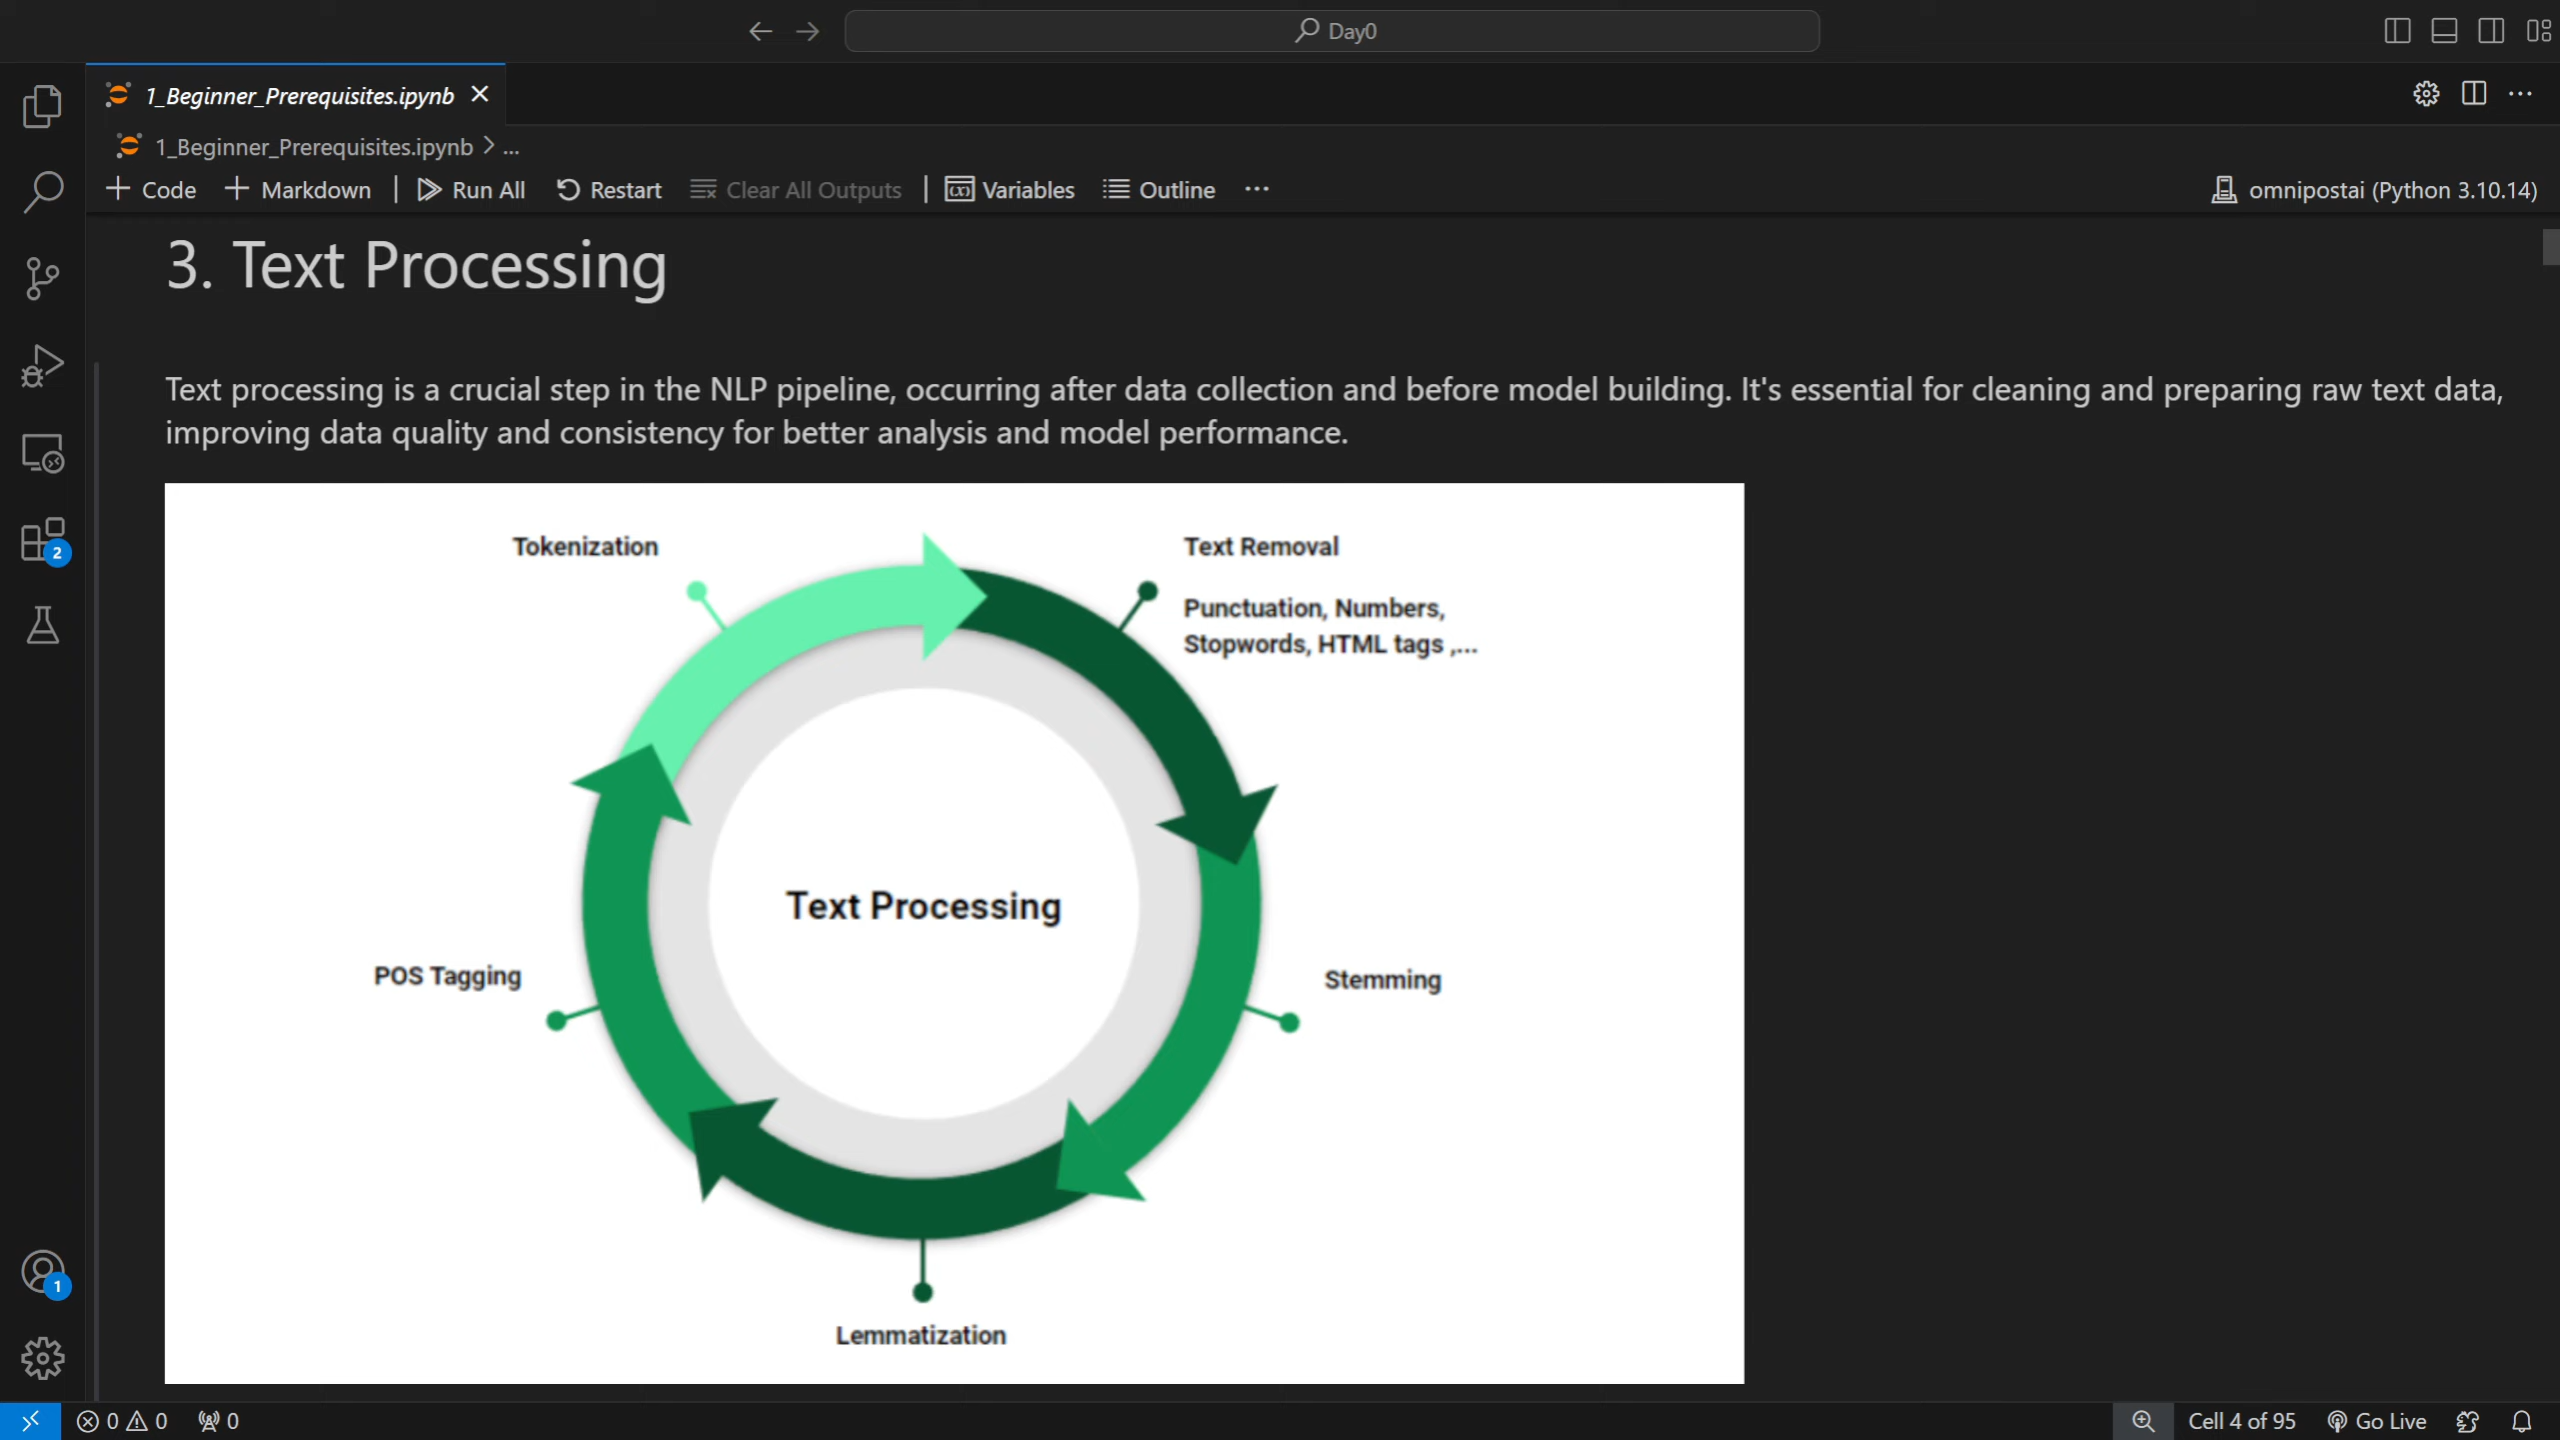 Day0
1_Beginner_Prerequisites.ipynb
1_Beginner_Prerequisites.ipynb > ...
Code Markdown Run All Restart Clear All Outputs Variables Outline ... omnipostai (Python 3.10.14)
3. Text Processing
Text processing is a crucial step in the NLP pipeline, occurring after data collection and before model building. It's essential for cleaning and preparing raw text data,
improving data quality and consistency for better analysis and model performance.
Tokenization
Text Removal
Punctuation, Numbers,
Stopwords, HTML tags ,...
Text Processing
POS Tagging
Stemming
Lemmatization
2
1
0 0 0 Cell 4 of 95 Go Live